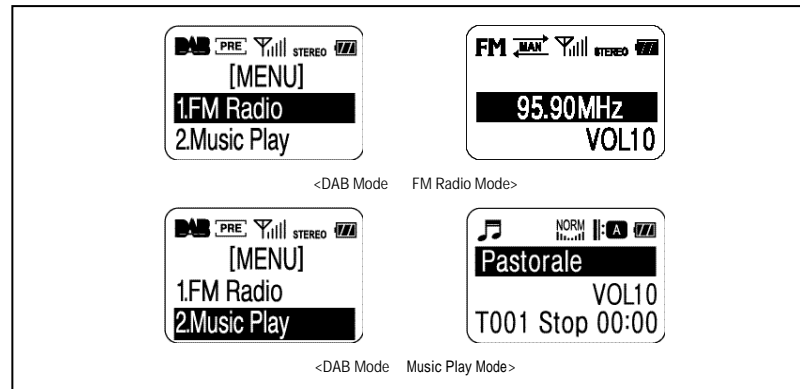 DAB PRE STEREO
[MENU]
1.FM Radio
2.Music Play
FM MAN STEREO
95.90MHz
VOL10
<DAB Mode FM Radio Mode>
DAB PRE STEREO
[MENU]
1.FM Radio
2.Music Play
NORM A
Pastorale
VOL10
T001 Stop 00:00
<DAB Mode Music Play Mode>